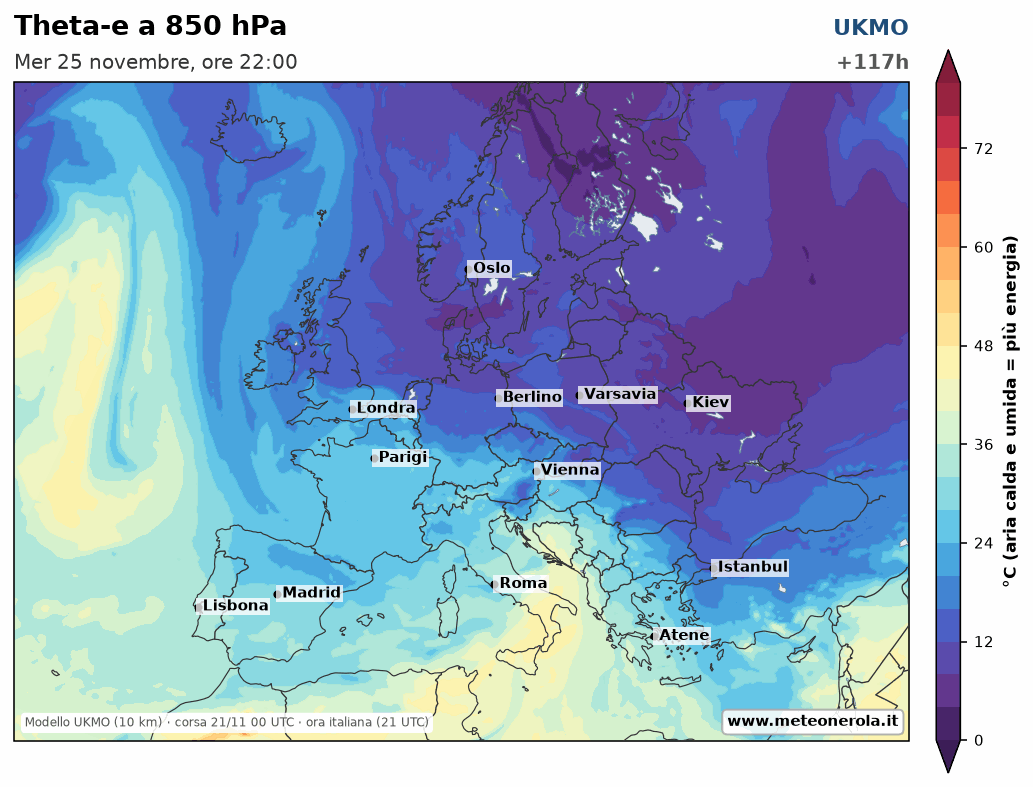 Theta-e a 850 hPa
UKMO
Mer 25 novembre, ore 22:00
+117h
72
60
48
36
24
12
0
°C (aria calda e umida = più energia)
Oslo
Londra
Berlino
Varsavia
Kiev
Parigi
Vienna
Istanbul
Roma
Madrid
Lisbona
Atene
Modello UKMO (10 km) · corsa 21/11 00 UTC · ora italiana (21 UTC)
www.meteonerola.it